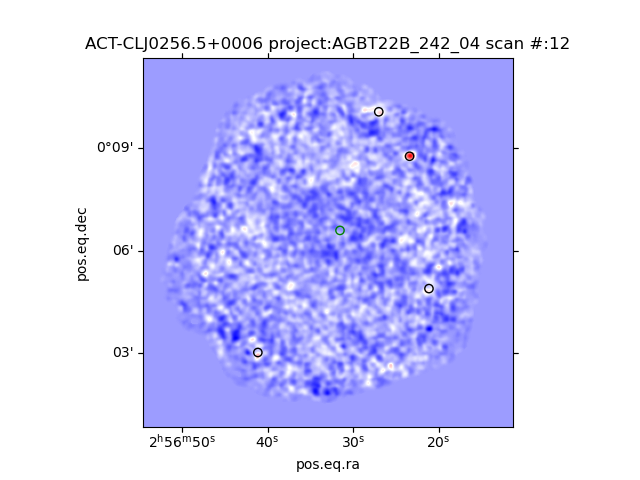 ACT-CLJ0256.5+0006 project:AGBT22B_242_04 scan #:12
pos.eq.dec
0°09'
06'
03'
2ʰ56ᵐ50ˢ 40ˢ 30ˢ 20ˢ
pos.eq.ra